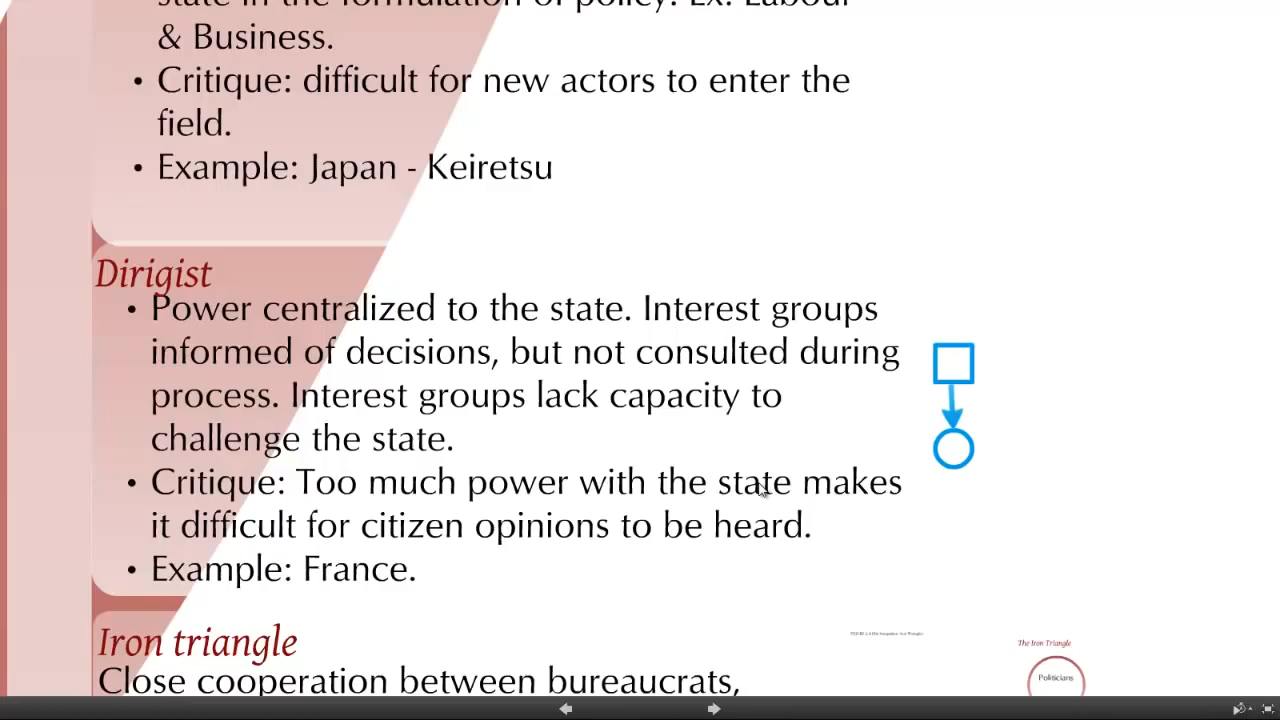 state in the formulation of policy. Ex. Labour
& Business.
• Critique: difficult for new actors to enter the
field.
• Example: Japan - Keiretsu
Dirigist
• Power centralized to the state. Interest groups
informed of decisions, but not consulted during
process. Interest groups lack capacity to
challenge the state.
• Critique: Too much power with the state makes
it difficult for citizen opinions to be heard.
• Example: France.
Iron triangle
Close cooperation between bureaucrats,
The Iron Triangle
Politicians